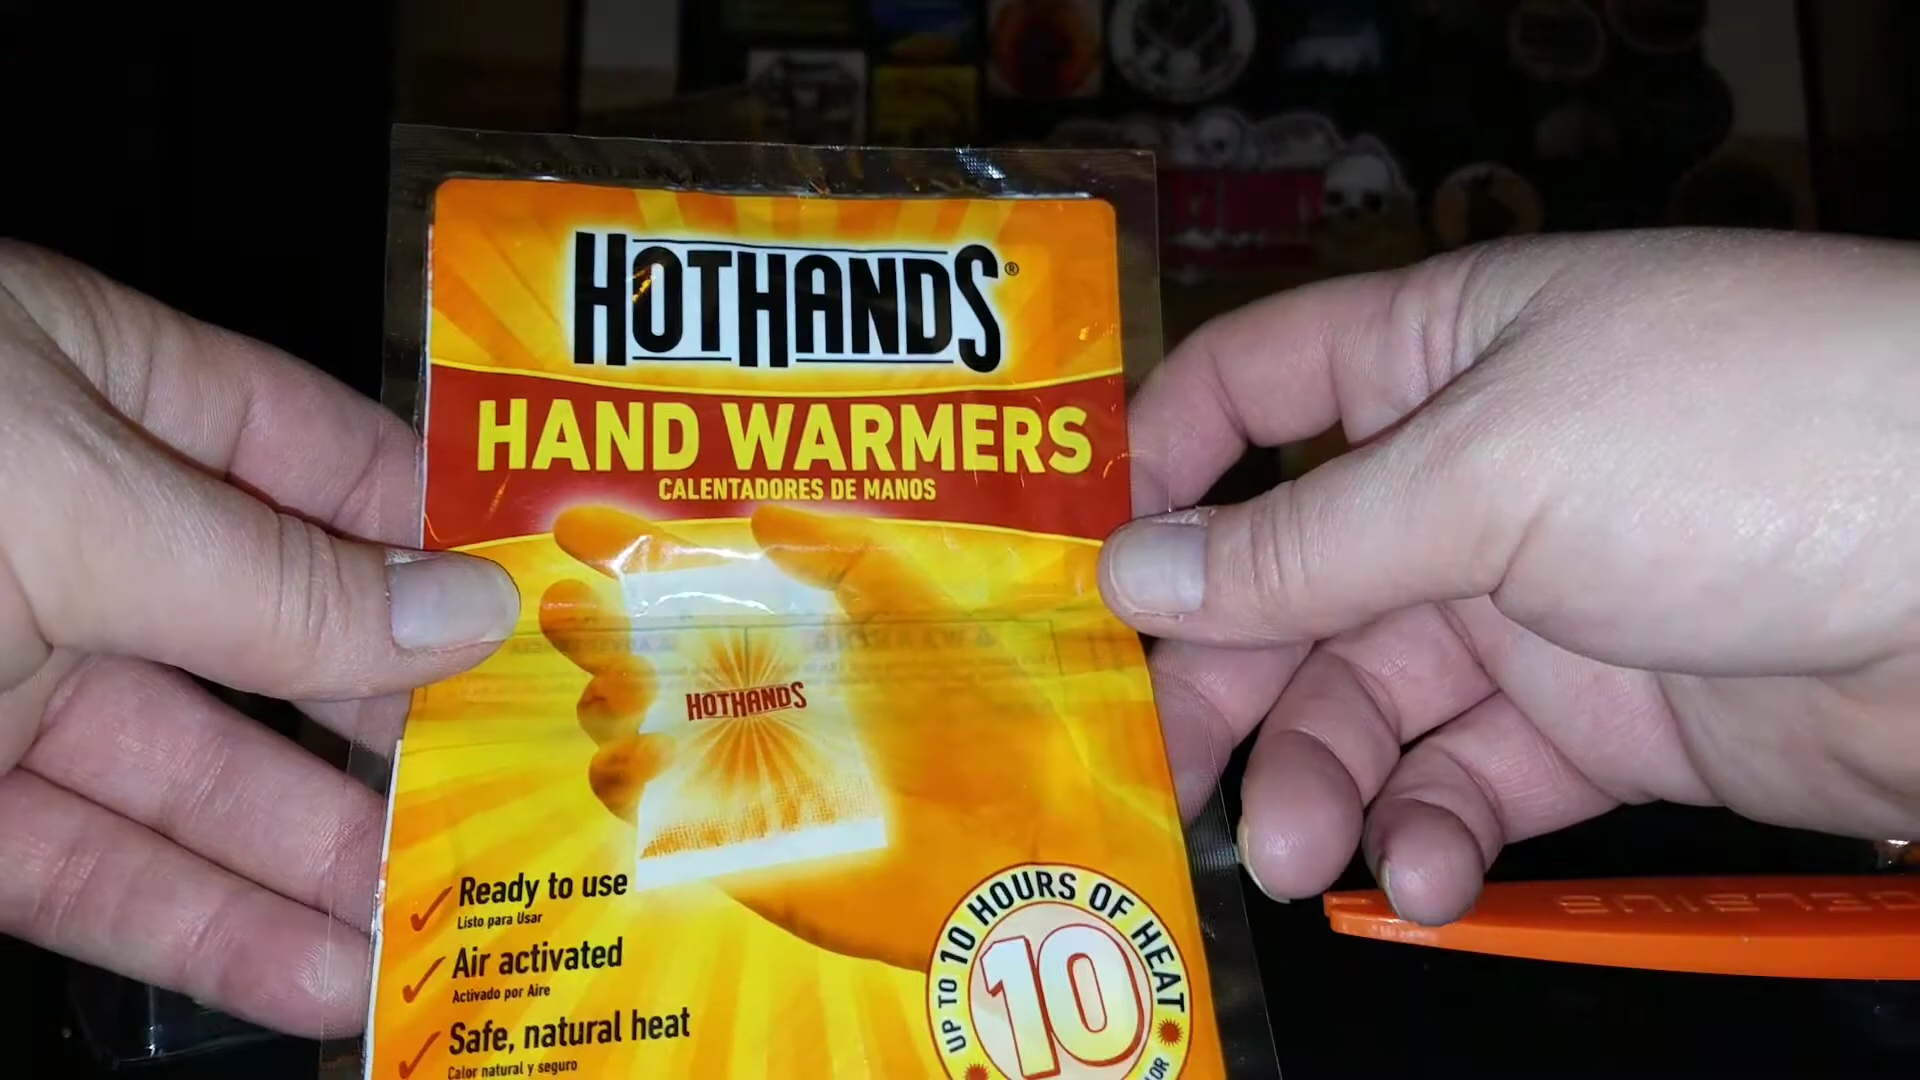 HOTHANDS®
HAND WARMERS
CALENTADORES DE MANOS
HOTHANDS
Ready to use
Listo para Usar
Air activated
Activado por Aire
Safe, natural heat
Calor natural y seguro
UP TO 10 HOURS OF HEAT
10
CELSIUS